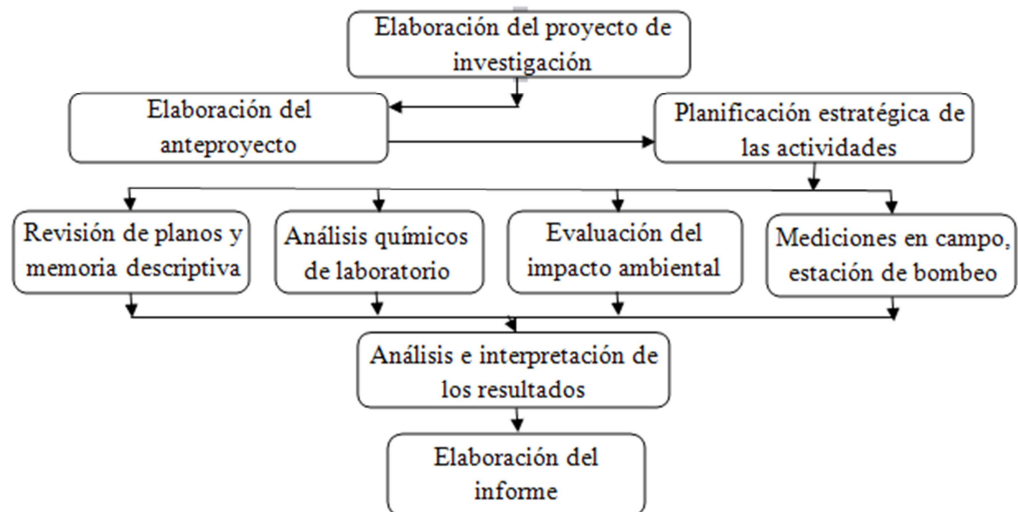 Elaboración del proyecto de
investigación
Elaboración del
anteproyecto
Planificación estratégica de
las actividades
Revisión de planos y
memoria descriptiva
Análisis químicos
de laboratorio
Evaluación del
impacto ambiental
Mediciones en campo,
estación de bombeo
Análisis e interpretación de
los resultados
Elaboración del
informe